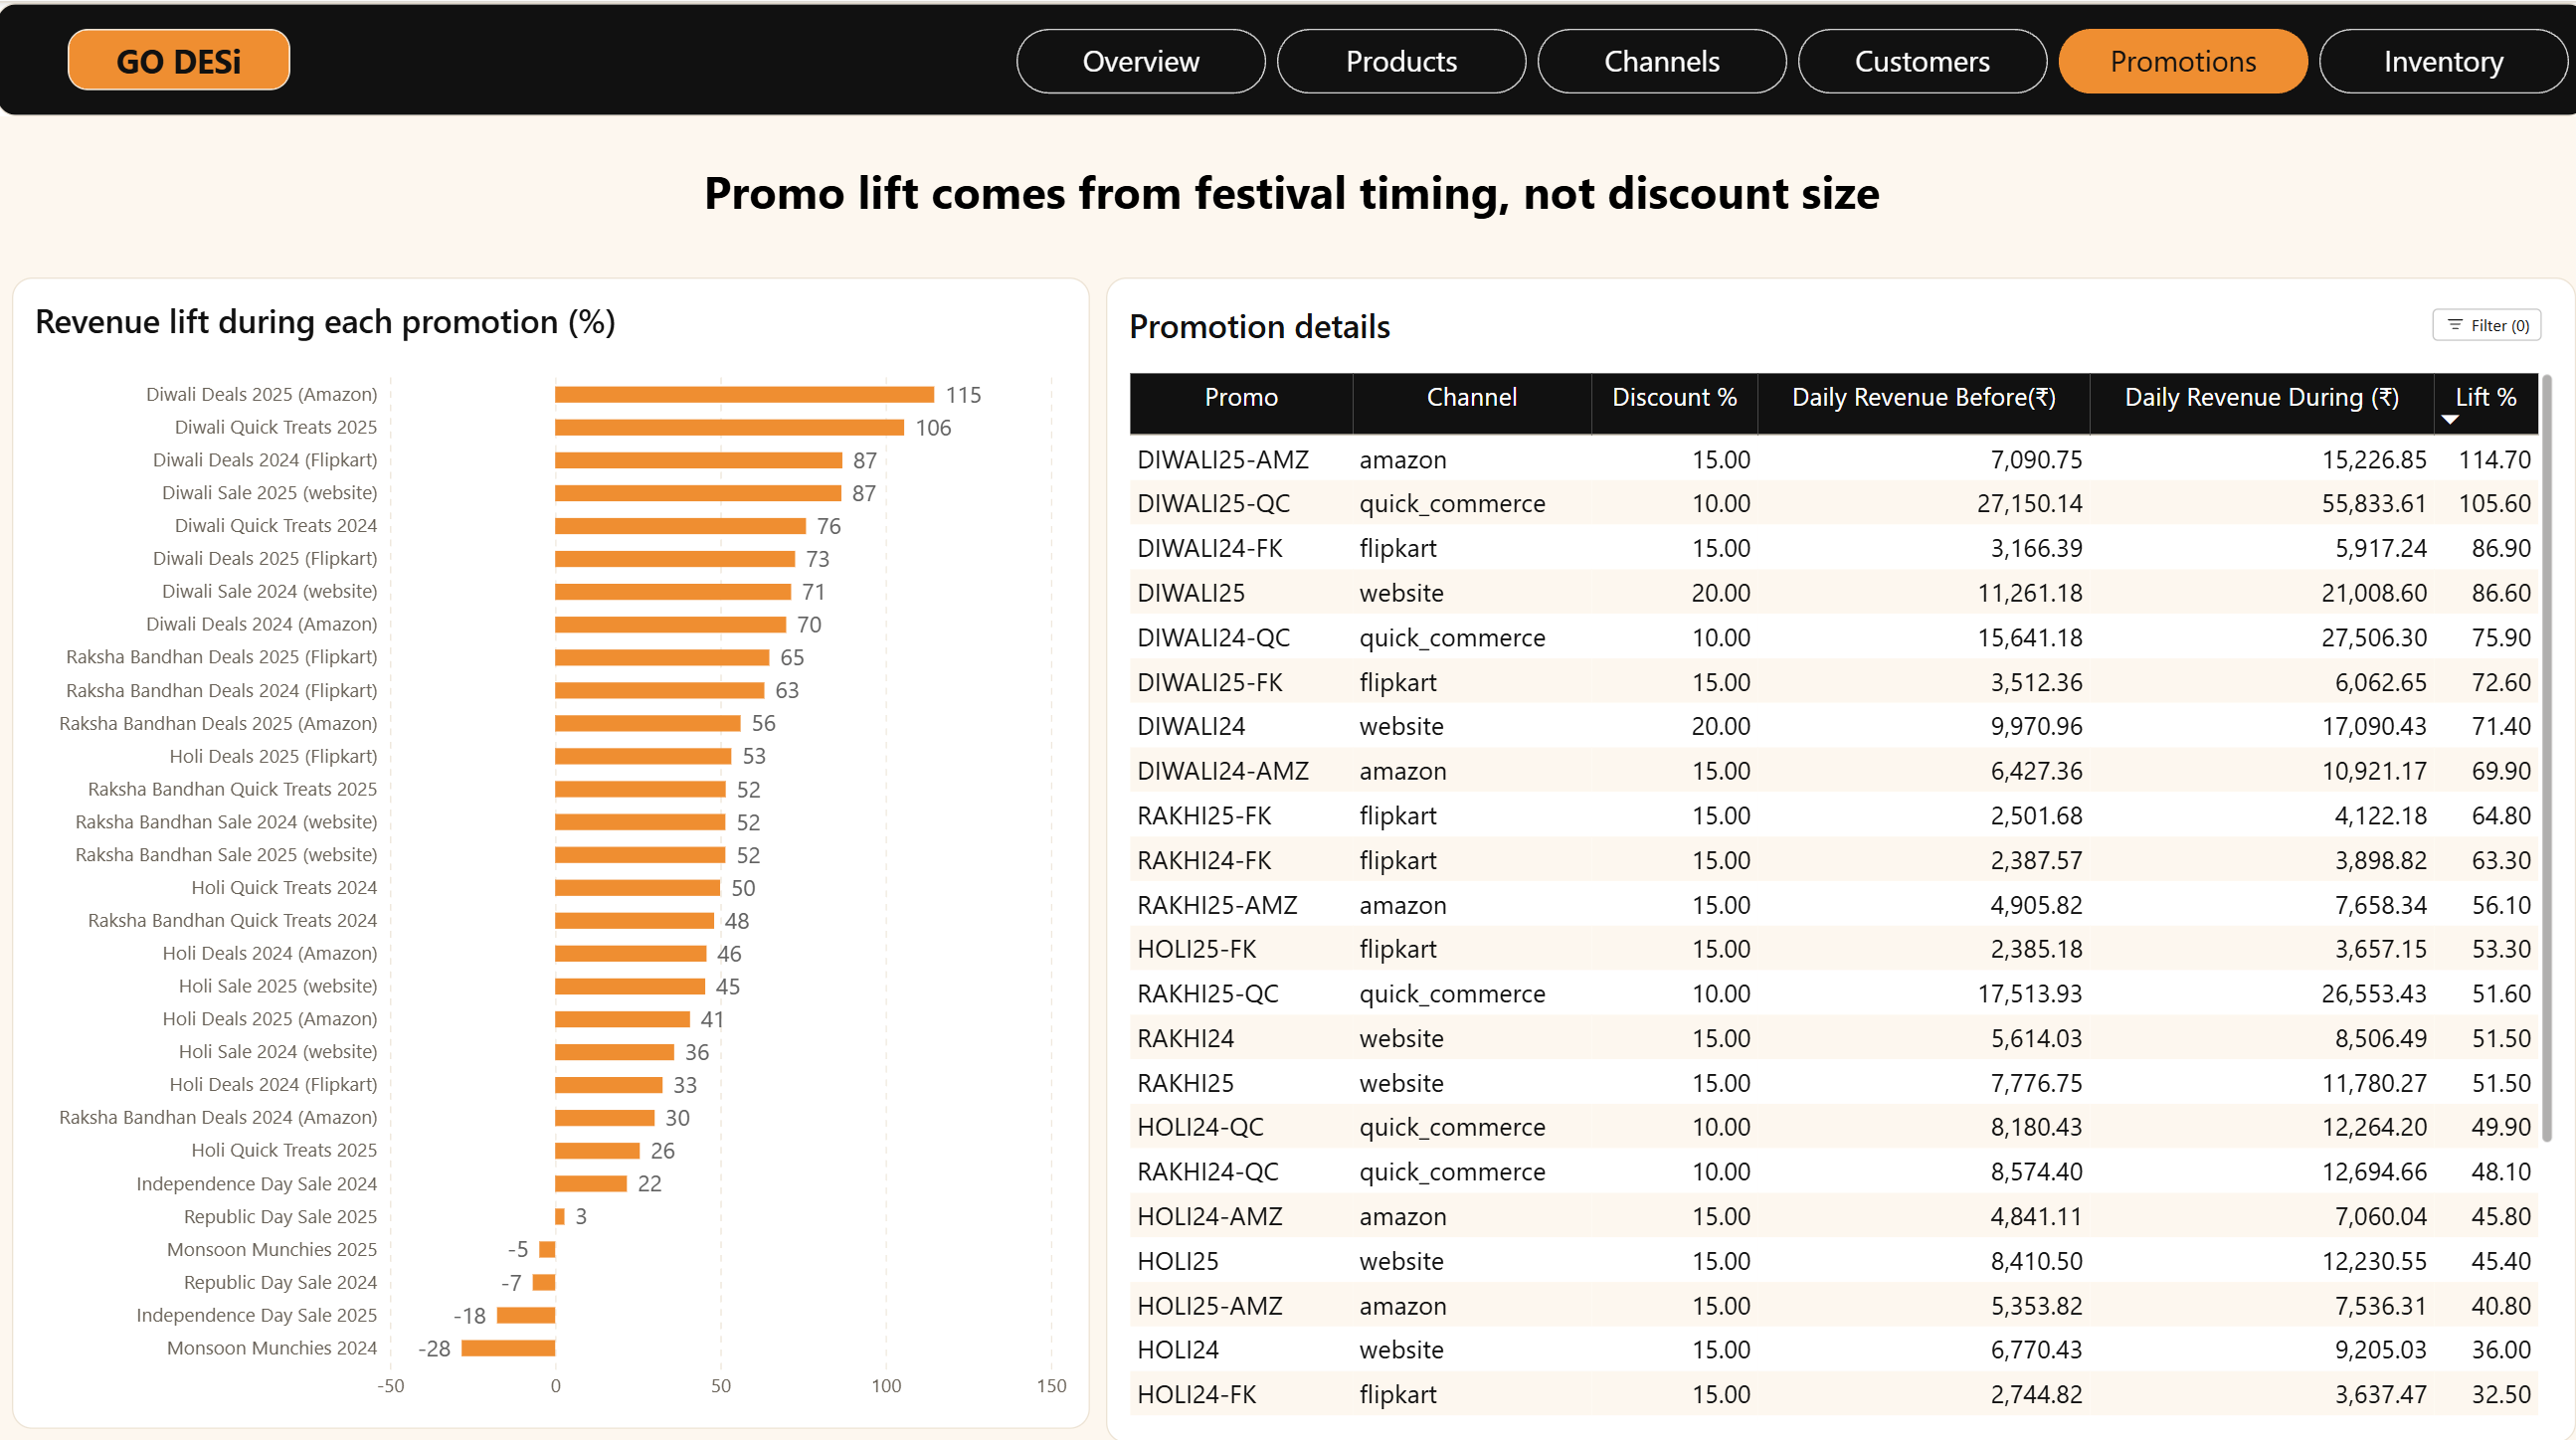 GO DESi
Overview
Products
Channels
Customers
Promotions
Inventory
Promo lift comes from festival timing, not discount size
Revenue lift during each promotion (%)
Diwali Deals 2025 (Amazon) 115
Diwali Quick Treats 2025 106
Diwali Deals 2024 (Flipkart) 87
Diwali Sale 2025 (website) 87
Diwali Quick Treats 2024 76
Diwali Deals 2025 (Flipkart) 73
Diwali Sale 2024 (website) 71
Diwali Deals 2024 (Amazon) 70
Raksha Bandhan Deals 2025 (Flipkart) 65
Raksha Bandhan Deals 2024 (Flipkart) 63
Raksha Bandhan Deals 2025 (Amazon) 56
Holi Deals 2025 (Flipkart) 53
Raksha Bandhan Quick Treats 2025 52
Raksha Bandhan Sale 2024 (website) 52
Raksha Bandhan Sale 2025 (website) 52
Holi Quick Treats 2024 50
Raksha Bandhan Quick Treats 2024 48
Holi Deals 2024 (Amazon) 46
Holi Sale 2025 (website) 45
Holi Deals 2025 (Amazon) 41
Holi Sale 2024 (website) 36
Holi Deals 2024 (Flipkart) 33
Raksha Bandhan Deals 2024 (Amazon) 30
Holi Quick Treats 2025 26
Independence Day Sale 2024 22
Republic Day Sale 2025 3
Monsoon Munchies 2025 -5
Republic Day Sale 2024 -7
Independence Day Sale 2025 -18
Monsoon Munchies 2024 -28
-50 0 50 100 150
Promotion details
Filter (0)
Promo Channel Discount % Daily Revenue Before(₹) Daily Revenue During (₹) Lift %
DIWALI25-AMZ amazon 15.00 7,090.75 15,226.85 114.70
DIWALI25-QC quick_commerce 10.00 27,150.14 55,833.61 105.60
DIWALI24-FK flipkart 15.00 3,166.39 5,917.24 86.90
DIWALI25 website 20.00 11,261.18 21,008.60 86.60
DIWALI24-QC quick_commerce 10.00 15,641.18 27,506.30 75.90
DIWALI25-FK flipkart 15.00 3,512.36 6,062.65 72.60
DIWALI24 website 20.00 9,970.96 17,090.43 71.40
DIWALI24-AMZ amazon 15.00 6,427.36 10,921.17 69.90
RAKHI25-FK flipkart 15.00 2,501.68 4,122.18 64.80
RAKHI24-FK flipkart 15.00 2,387.57 3,898.82 63.30
RAKHI25-AMZ amazon 15.00 4,905.82 7,658.34 56.10
HOLI25-FK flipkart 15.00 2,385.18 3,657.15 53.30
RAKHI25-QC quick_commerce 10.00 17,513.93 26,553.43 51.60
RAKHI24 website 15.00 5,614.03 8,506.49 51.50
RAKHI25 website 15.00 7,776.75 11,780.27 51.50
HOLI24-QC quick_commerce 10.00 8,180.43 12,264.20 49.90
RAKHI24-QC quick_commerce 10.00 8,574.40 12,694.66 48.10
HOLI24-AMZ amazon 15.00 4,841.11 7,060.04 45.80
HOLI25 website 15.00 8,410.50 12,230.55 45.40
HOLI25-AMZ amazon 15.00 5,353.82 7,536.31 40.80
HOLI24 website 15.00 6,770.43 9,205.03 36.00
HOLI24-FK flipkart 15.00 2,744.82 3,637.47 32.50